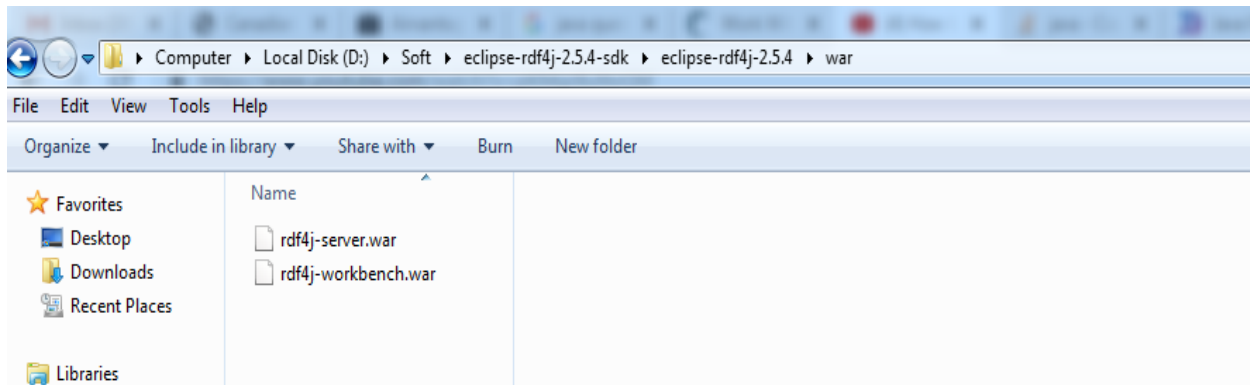 Computer ▸ Local Disk (D:) ▸ Soft ▸ eclipse-rdf4j-2.5.4-sdk ▸ eclipse-rdf4j-2.5.4 ▸ war
File Edit View Tools Help
Organize ▾ Include in library ▾ Share with ▾ Burn New folder
Name
Favorites
Desktop rdf4j-server.war
Downloads rdf4j-workbench.war
Recent Places
Libraries